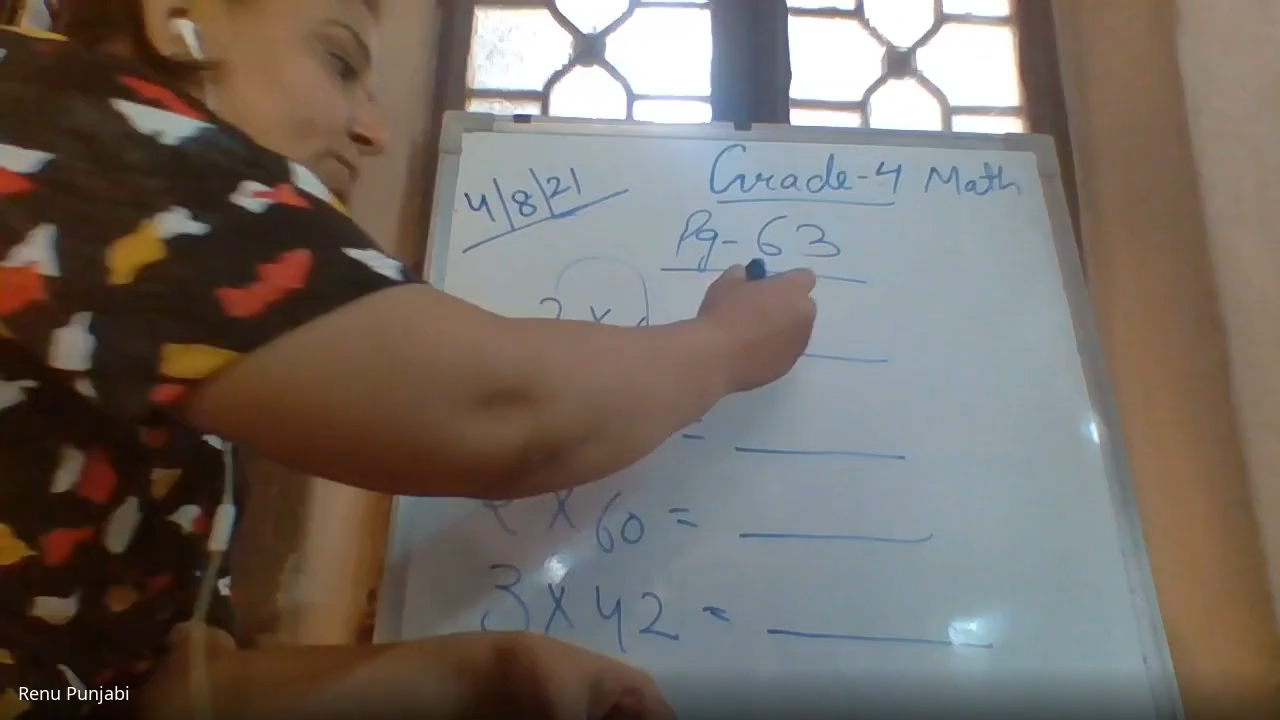 4/8/21 Grade-4 Math
Pg-63
=
X 60 =
3 X 42 =
Renu Punjabi